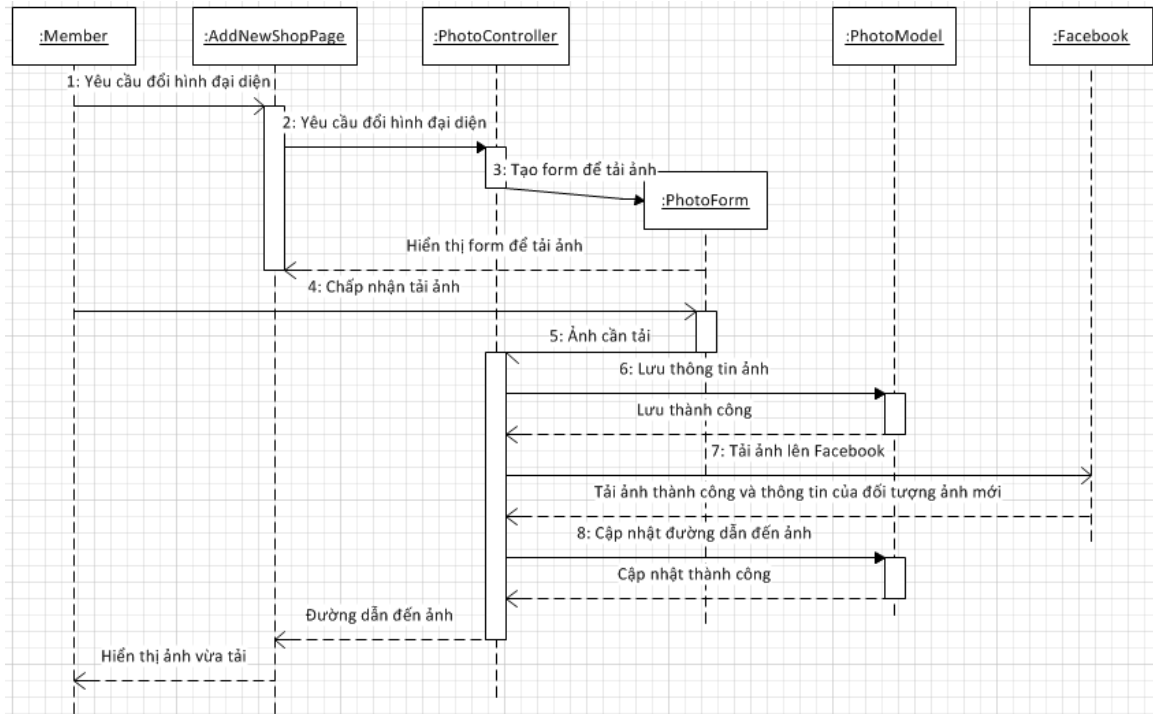 :Member
:AddNewShopPage
:PhotoController
:PhotoModel
:Facebook
1: Yêu cầu đổi hình đại diện
2: Yêu cầu đổi hình đại diện
3: Tạo form để tải ảnh
:PhotoForm
Hiển thị form để tải ảnh
4: Chấp nhận tải ảnh
5: Ảnh cần tải
6: Lưu thông tin ảnh
Lưu thành công
7: Tải ảnh lên Facebook
Tải ảnh thành công và thông tin của đối tượng ảnh mới
8: Cập nhật đường dẫn đến ảnh
Cập nhật thành công
Đường dẫn đến ảnh
Hiển thị ảnh vừa tải